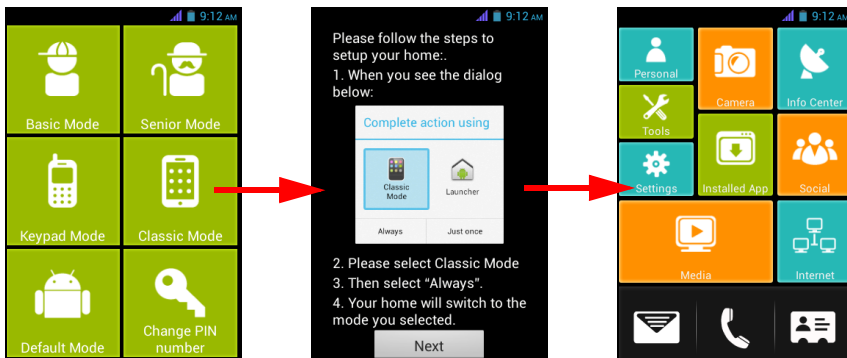 9:12 AM
Basic Mode
Senior Mode
Keypad Mode
Classic Mode
Default Mode
Change PIN
number
9:12 AM
Please follow the steps to
setup your home:.
1. When you see the dialog
below:
Complete action using
Classic
Mode
Launcher
Always
Just once
2. Please select Classic Mode
3. Then select “Always”.
4. Your home will switch to the
mode you selected.
Next
9:12 AM
Personal
Camera
Info Center
Tools
Settings
Installed App
Social
Media
Internet